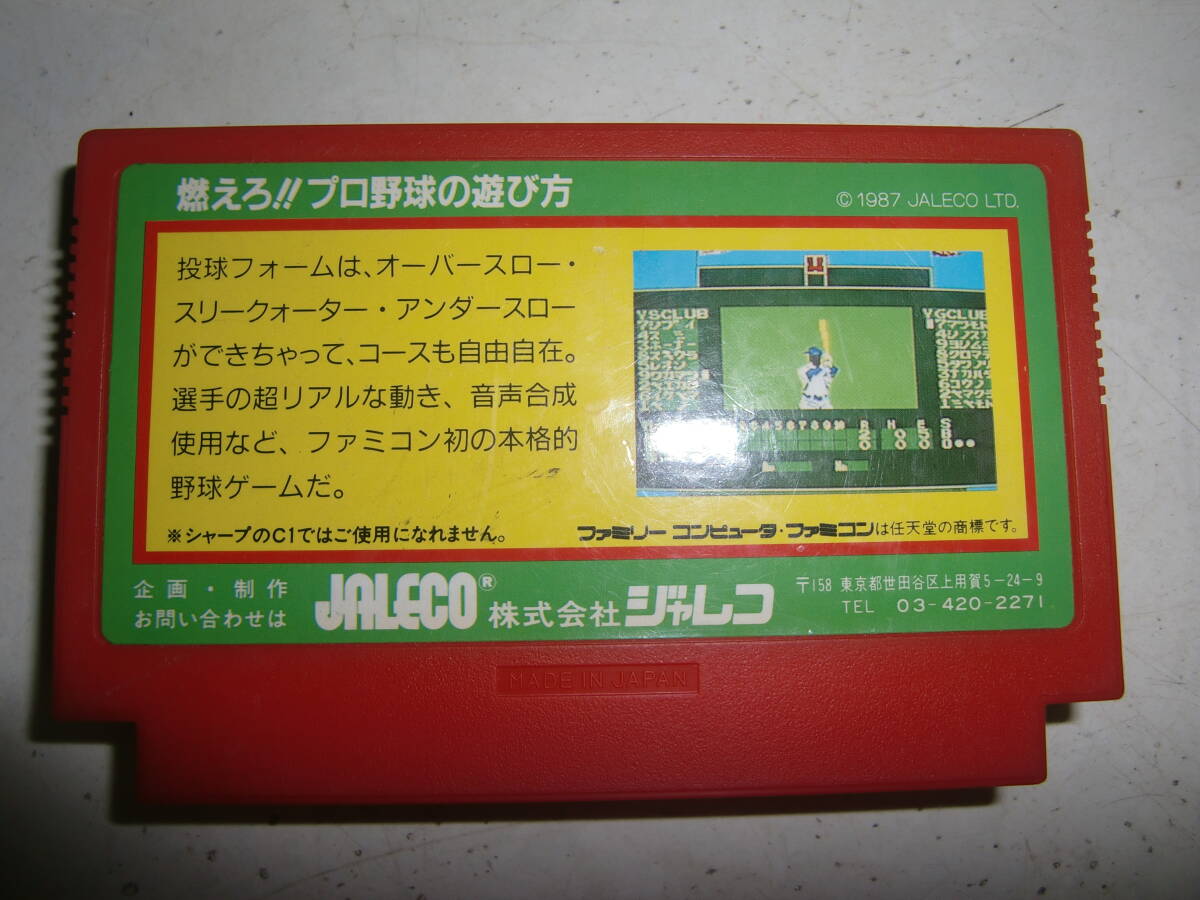 燃えろ!!プロ野球の遊び方
© 1987 JALECO LTD.
投球フォームは、オーバースロー・
スリークォーター・アンダースロー
ができちゃって、コースも自由自在。
選手の超リアルな動き、音声合成
使用など、ファミコン初の本格的
野球ゲームだ。
YSCLUB
YGCLUB
R H E S
※シャープのC1ではご使用になれません。
ファミリー コンピュータ・ファミコンは任天堂の商標です。
企画・制作
お問い合わせは
JALECO® 株式会社ジャレコ
〒158 東京都世田谷区上用賀5-24-9
TEL 03-420-2271
MADE IN JAPAN